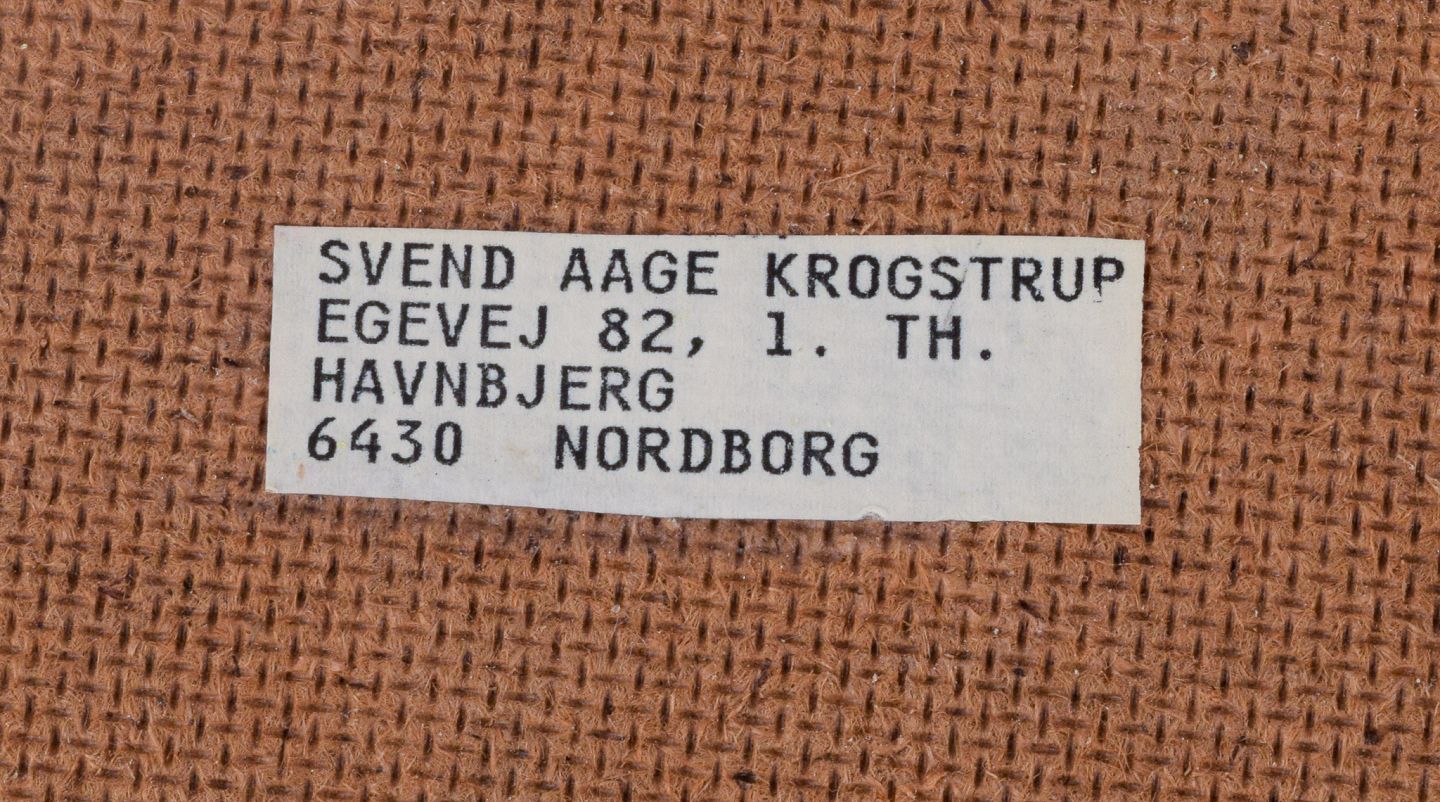 SVEND AAGE KROGSTRUP
EGEVEJ 82, 1. TH.
HAVNBJERG
6430 NORDBORG